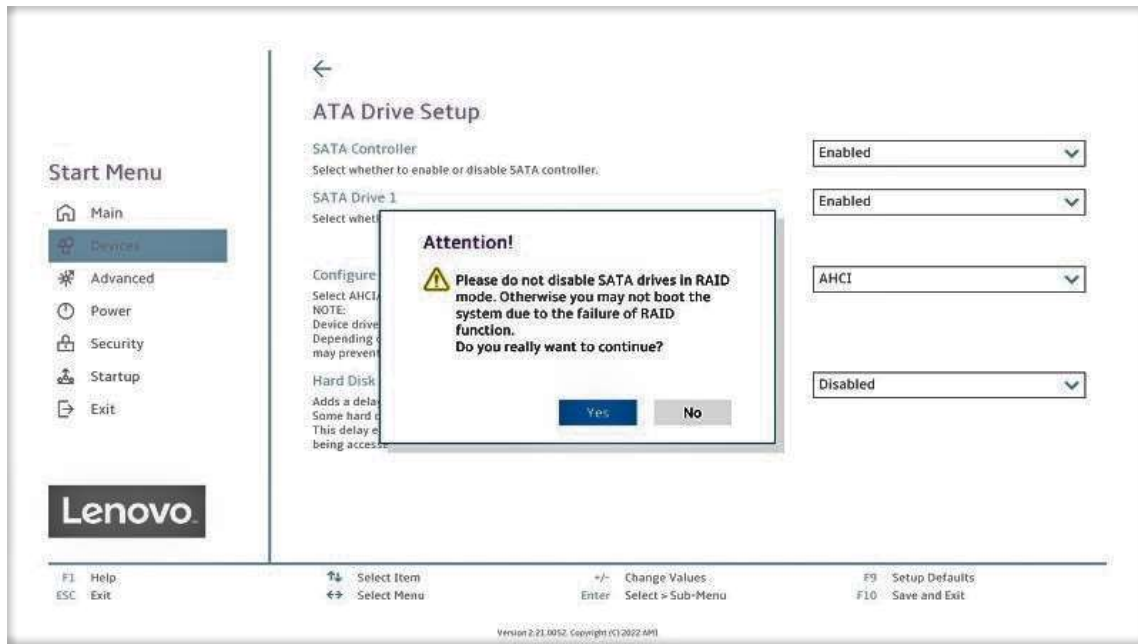 ATA Drive Setup
SATA Controller
Select whether to enable or disable SATA controller.
Enabled
SATA Drive 1
Select whet
Enabled
Start Menu
Main
Devices
Advanced
Power
Security
Startup
Exit
Attention!
Please do not disable SATA drives in RAID
mode. Otherwise you may not boot the
system due to the failure of RAID
function.
Do you really want to continue?
Yes
No
Configure
Select AHCI/
NOTE:
Device drive
Depending
may prevent
AHCI
Hard Disk
Adds a dela
Some hard
This delay e
being access
Disabled
Lenovo
F1 Help
ESC Exit
Select Item
Select Menu
+/- Change Values
Enter Select > Sub-Menu
F9 Setup Defaults
F10 Save and Exit
Version 2.21.0052. Copyright (C) 2022 AMI